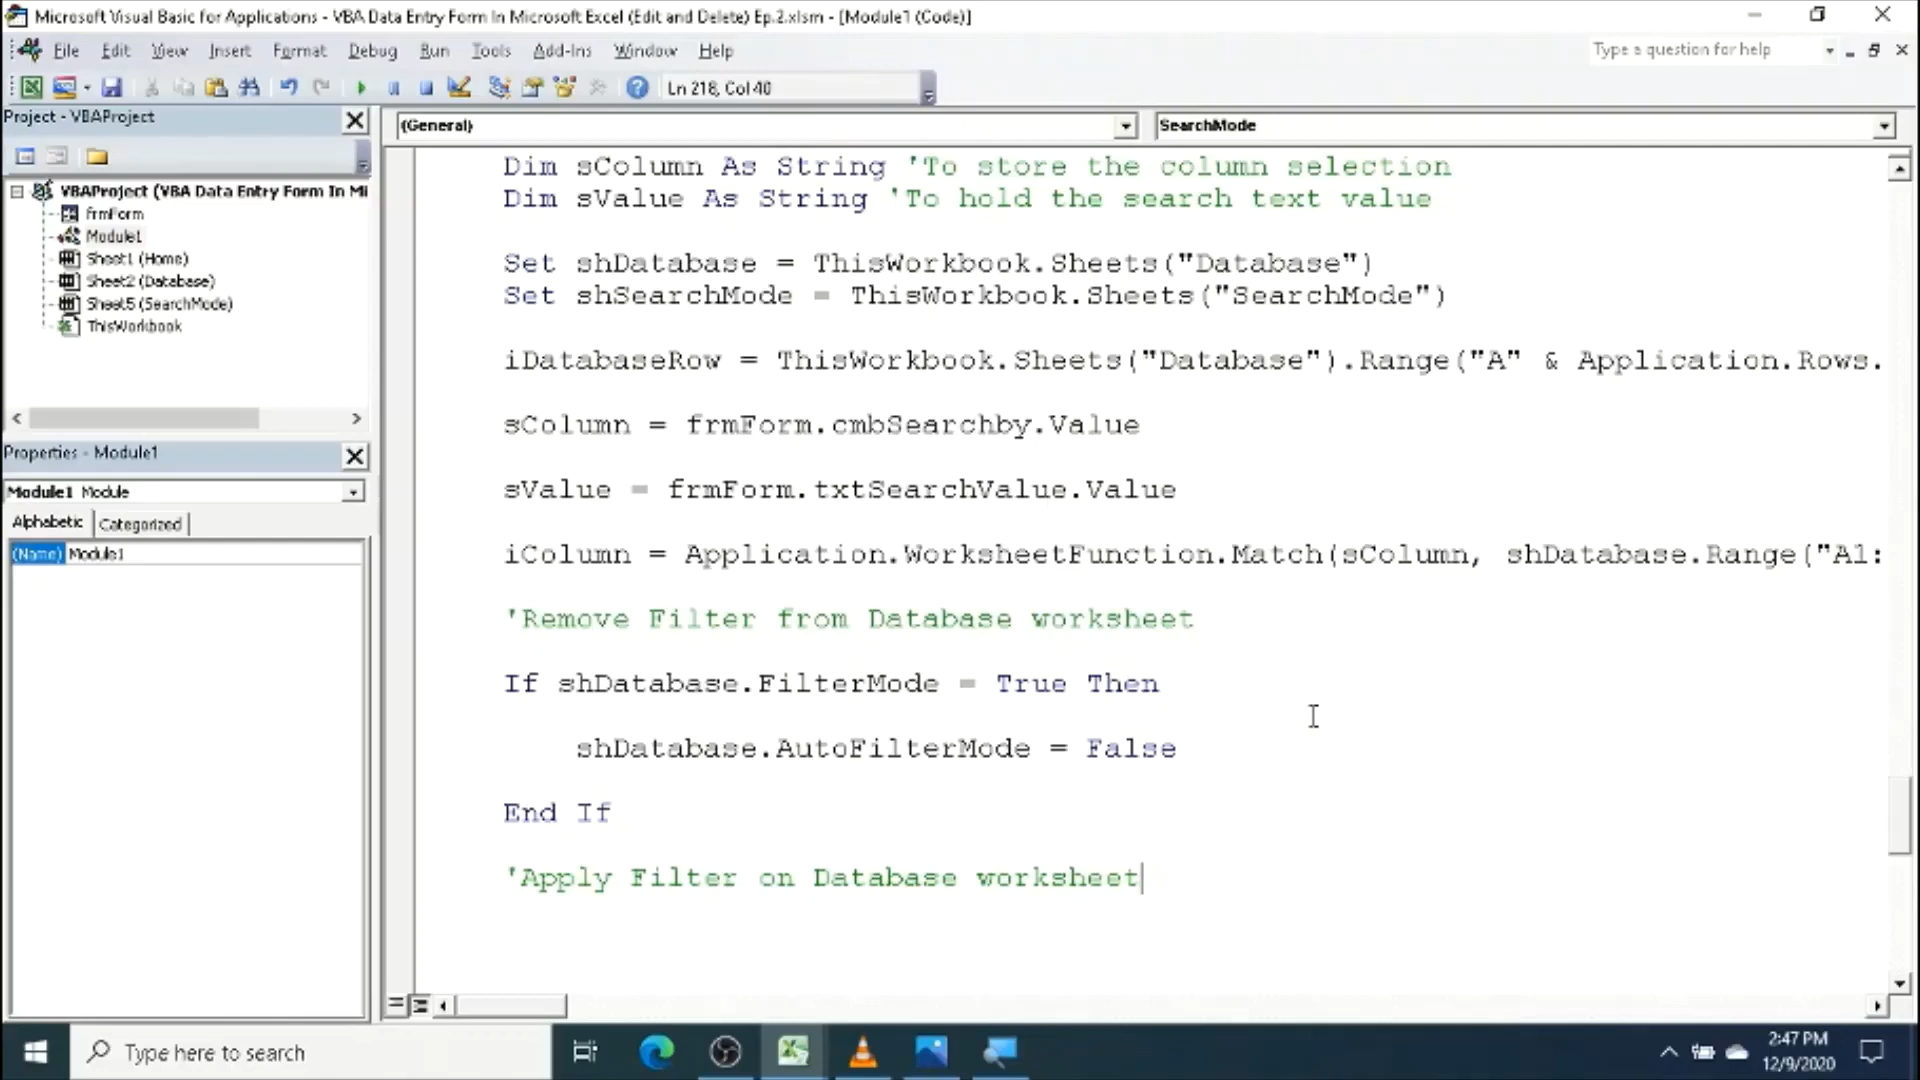 Microsoft Visual Basic for Applications - VBA Data Entry Form In Microsoft Excel (Edit and Delete) Ep.2.xlsm - [Module1 (Code)]
File Edit View Insert Format Debug Run Tools Add-Ins Window Help
Type a question for help
Ln 218, Col 40
Project - VBAProject
(General)
SearchMode
VBAProject (VBA Data Entry Form In Mi
frmForm
Module1
Sheet1 (Home)
Sheet2 (Database)
Sheet5 (SearchMode)
ThisWorkbook
Properties - Module1
Module1 Module
Alphabetic Categorized
(Name) Module1
Dim sColumn As String 'To store the column selection
Dim sValue As String 'To hold the search text value
Set shDatabase = ThisWorkbook.Sheets("Database")
Set shSearchMode = ThisWorkbook.Sheets("SearchMode")
iDatabaseRow = ThisWorkbook.Sheets("Database").Range("A" & Application.Rows.
sColumn = frmForm.cmbSearchby.Value
sValue = frmForm.txtSearchValue.Value
iColumn = Application.WorksheetFunction.Match(sColumn, shDatabase.Range("A1:
'Remove Filter from Database worksheet
If shDatabase.FilterMode = True Then
shDatabase.AutoFilterMode = False
End If
'Apply Filter on Database worksheet
Type here to search
2:47 PM
12/9/2020